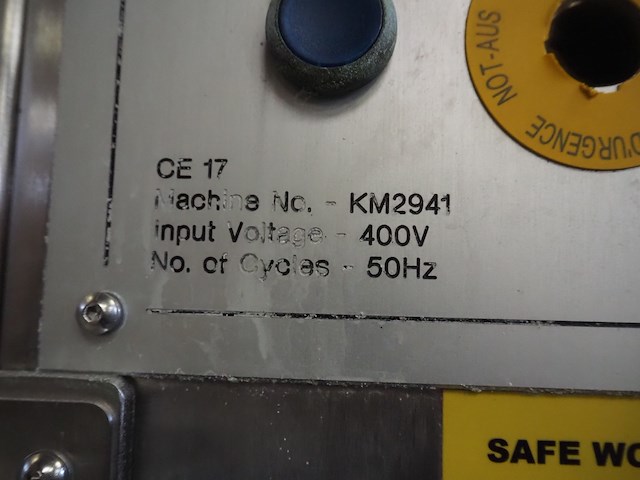 NOT-AUS
D'URGENCE
CE 17
Machine No. - KM2941
Input Voltage - 400V
No. of Cycles - 50Hz
SAFE WO